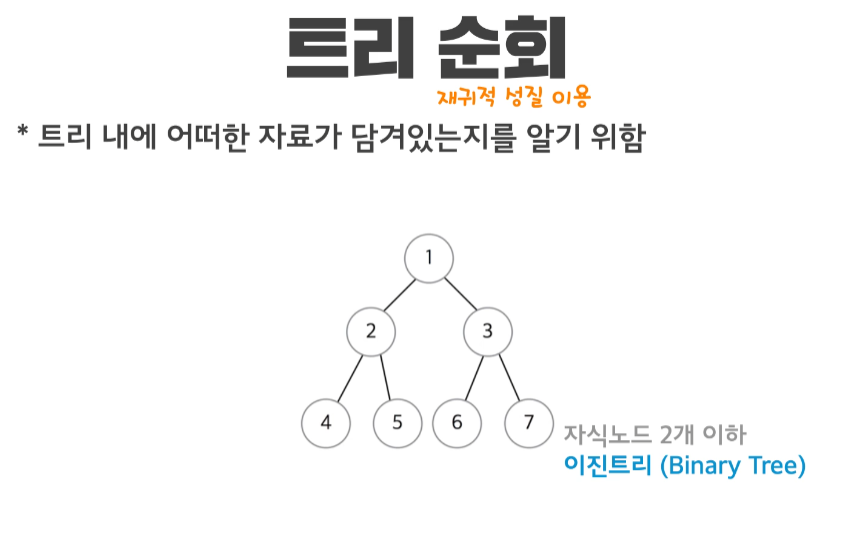 트리 순회
재귀적 성질 이용
* 트리 내에 어떠한 자료가 담겨있는지를 알기 위함
1
2 3
4 5 6 7
자식노드 2개 이하
이진트리 (Binary Tree)